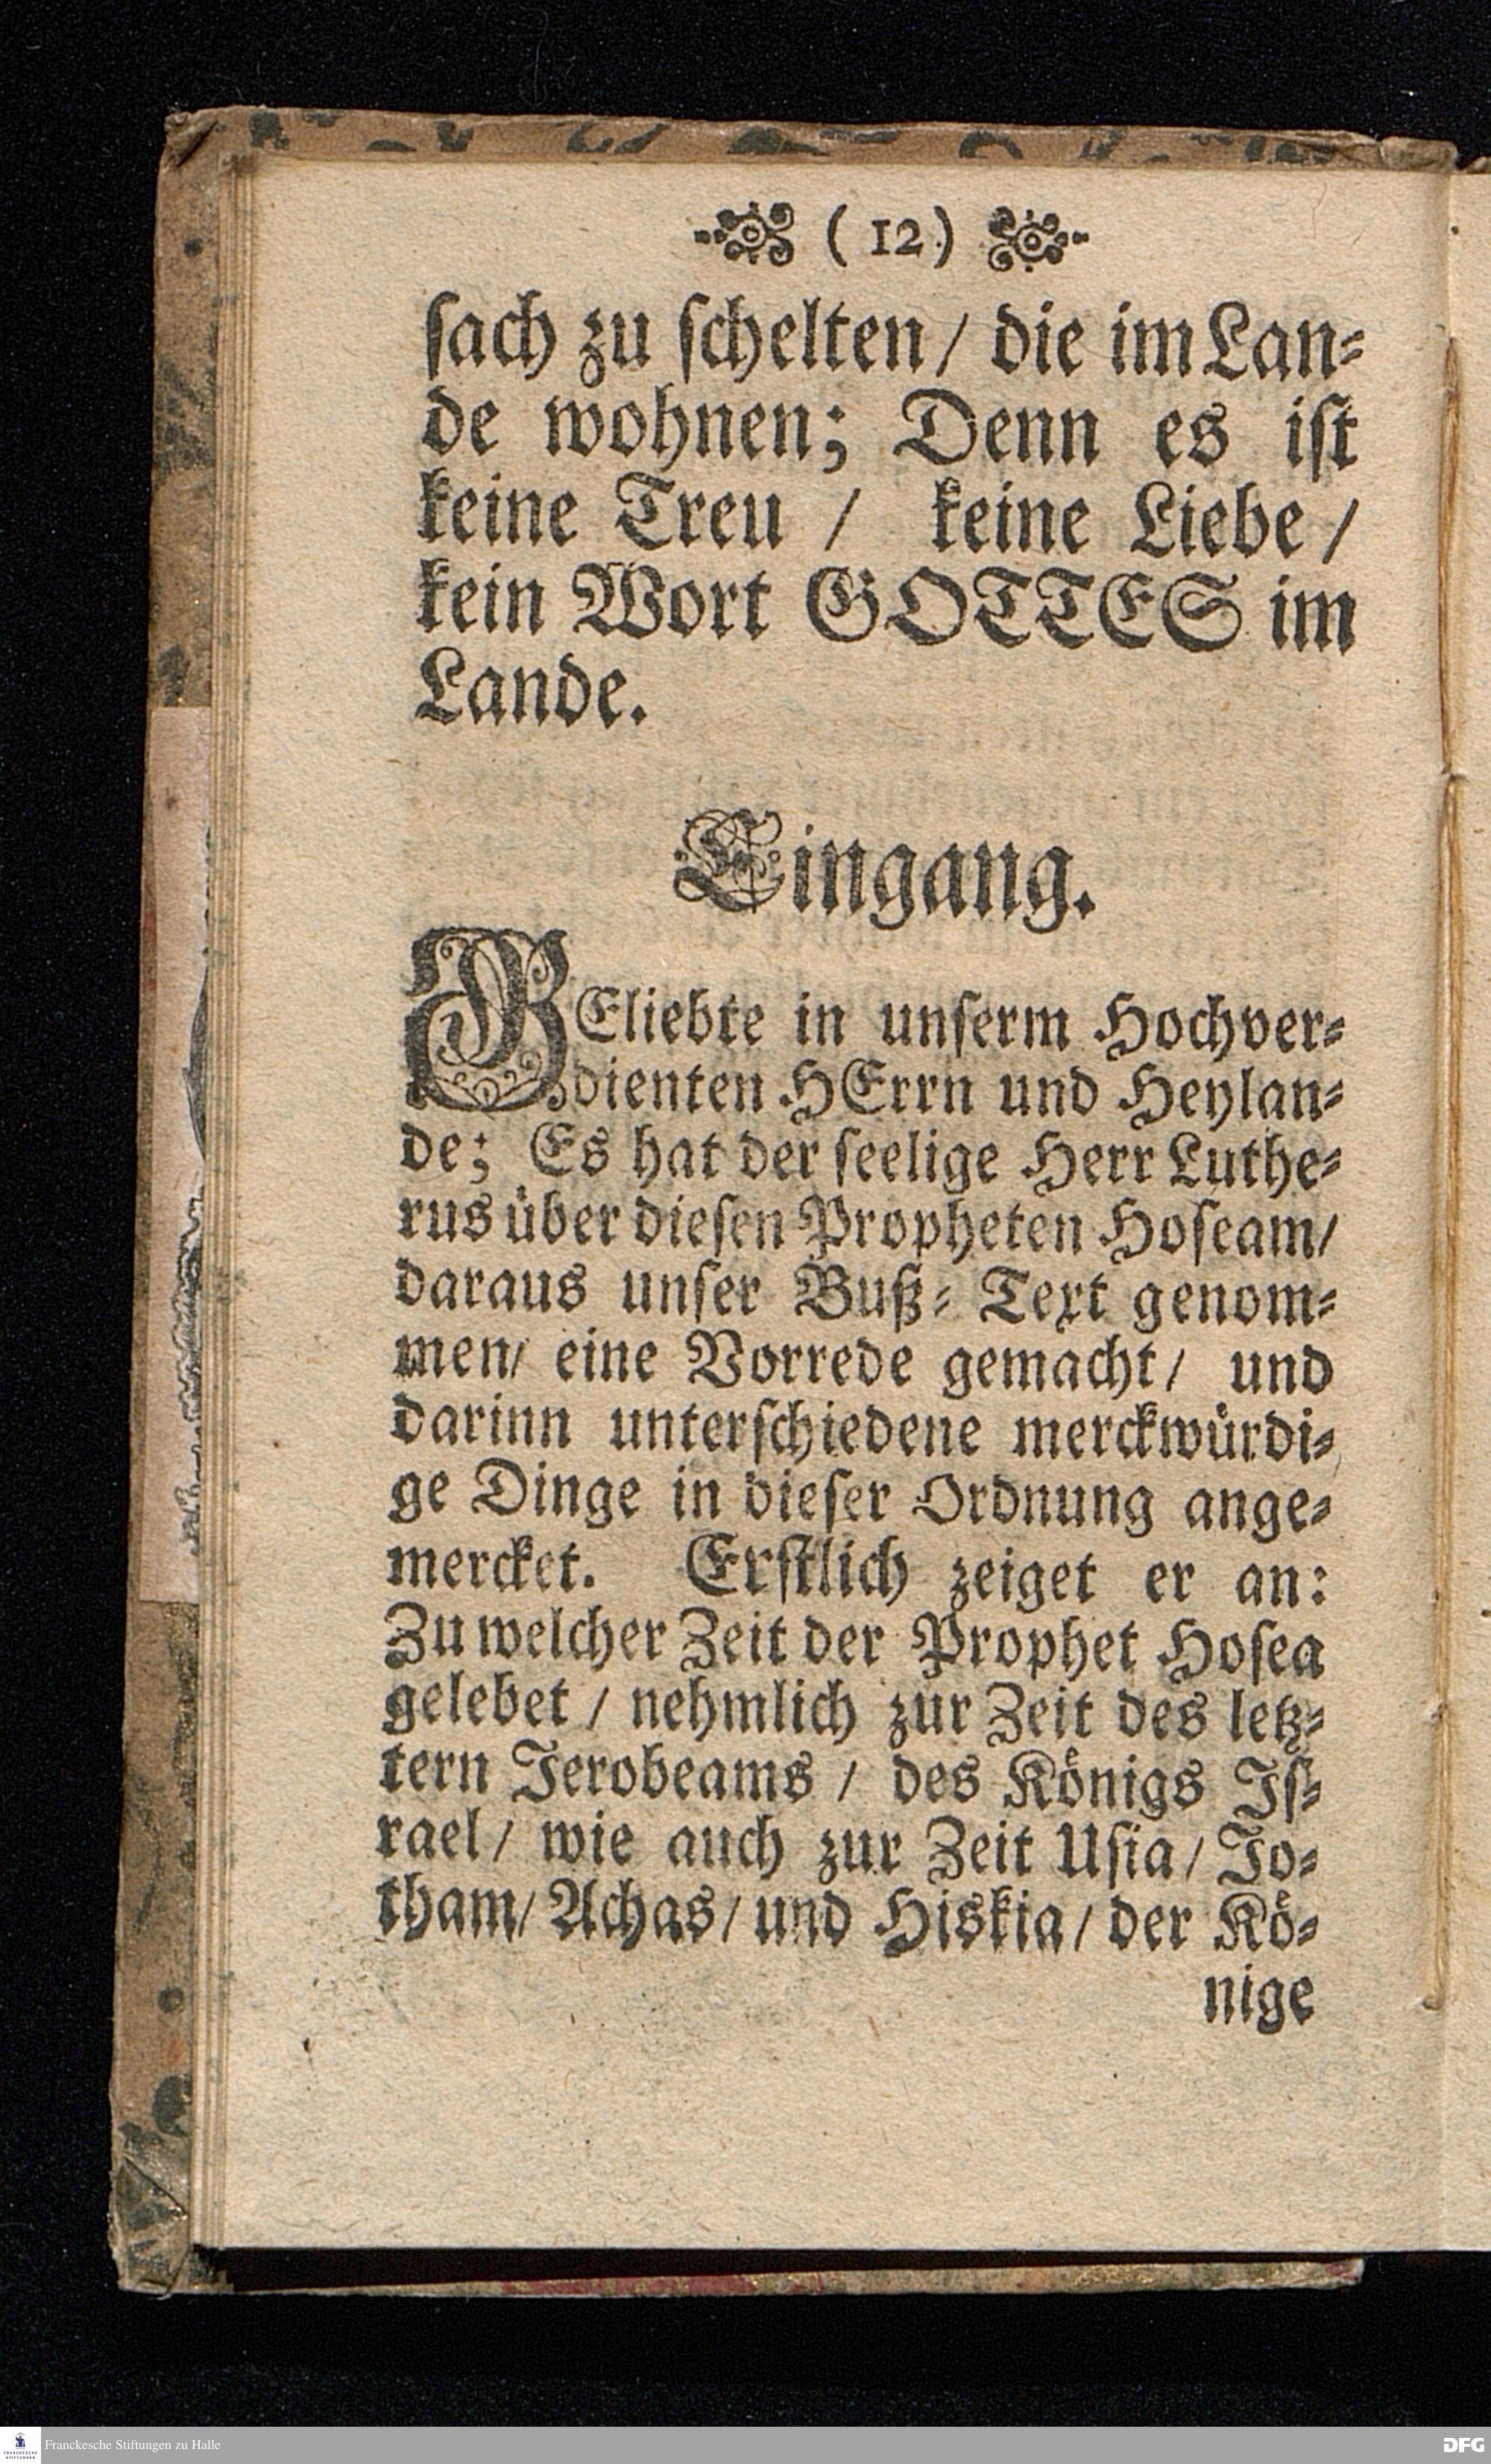 ( 12 )
ſach zu ſchelten/ die im Lan⸗
de wohnen; Denn es iſt
keine Treu / keine Liebe /
kein Wort GOTTES im
Lande.
Eingang.
GEliebte in unſerm Hochver⸗
dienten HErrn und Heylan⸗
de; Es hat der ſeelige Herr Luthe⸗
rus über dieſen Propheten Hoſeam/
daraus unſer Buß⸗ Text genom⸗
men/ eine Vorrede gemacht/ und
darinn unterſchiedene merckwürdi⸗
ge Dinge in dieſer Ordnung ange⸗
mercket. Erſtlich zeiget er an:
Zu welcher Zeit der Prophet Hoſea
gelebet / nehmlich zur Zeit des letz⸗
tern Jerobeams / des Königs Iſ⸗
rael/ wie auch zur Zeit Uſia/ Jo⸗
tham/ Achas/ und Hiskia/ der Kö⸗
nige
FRANCKESCHE
STIFTUNGEN
Franckesche Stiftungen zu Halle
DFG